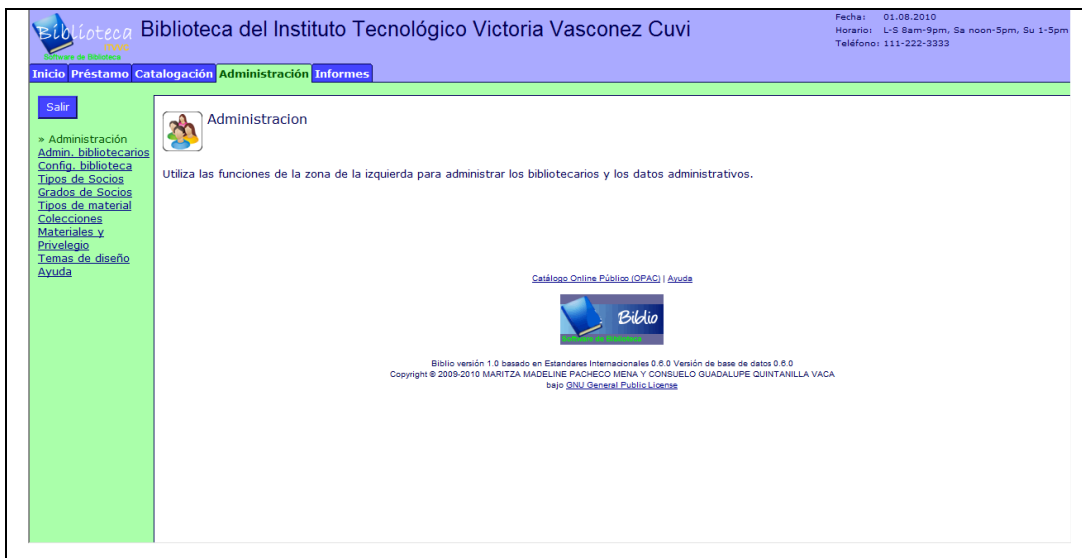 Biblioteca
ITVVC
Software de Biblioteca
Biblioteca del Instituto Tecnológico Victoria Vasconez Cuvi
Fecha: 01.08.2010
Horario: L-S 8am-9pm, Sa noon-5pm, Su 1-5pm
Teléfono: 111-222-3333
Inicio Préstamo Catalogación Administración Informes
Salir
» Administración
Admin. bibliotecarios
Config. biblioteca
Tipos de Socios
Grados de Socios
Tipos de material
Colecciones
Materiales y
Privelegio
Temas de diseño
Ayuda
Administracion
Utiliza las funciones de la zona de la izquierda para administrar los bibliotecarios y los datos administrativos.
Catálogo Online Público (OPAC) | Ayuda
Biblio
Software de Biblioteca
Biblio versión 1.0 basado en Estandares Internacionales 0.6.0 Versión de base de datos 0.6.0
Copyright © 2009-2010 MARITZA MADELINE PACHECO MENA Y CONSUELO GUADALUPE QUINTANILLA VACA
bajo GNU General Public License